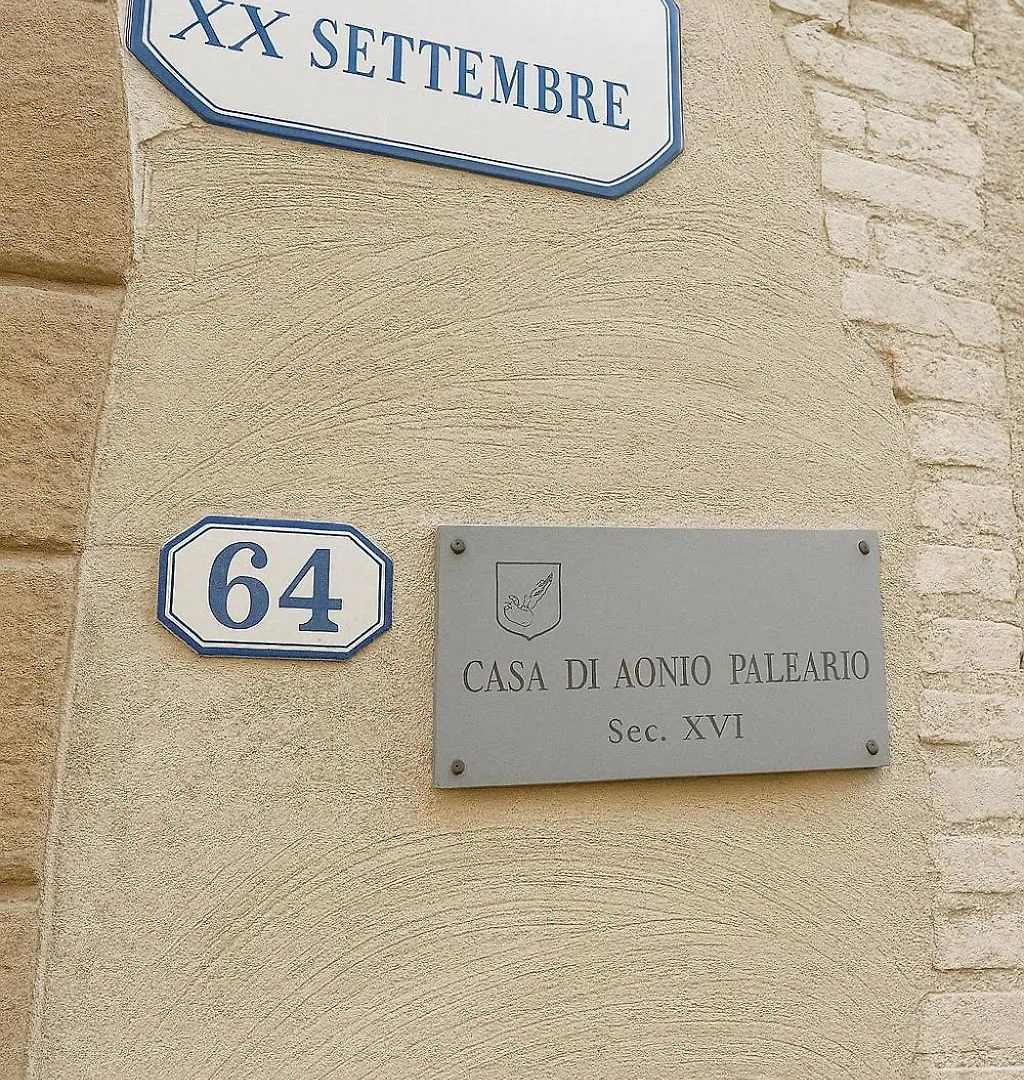 XX SETTEMBRE
64
CASA DI AONIO PALEARIO
Sec. XVI